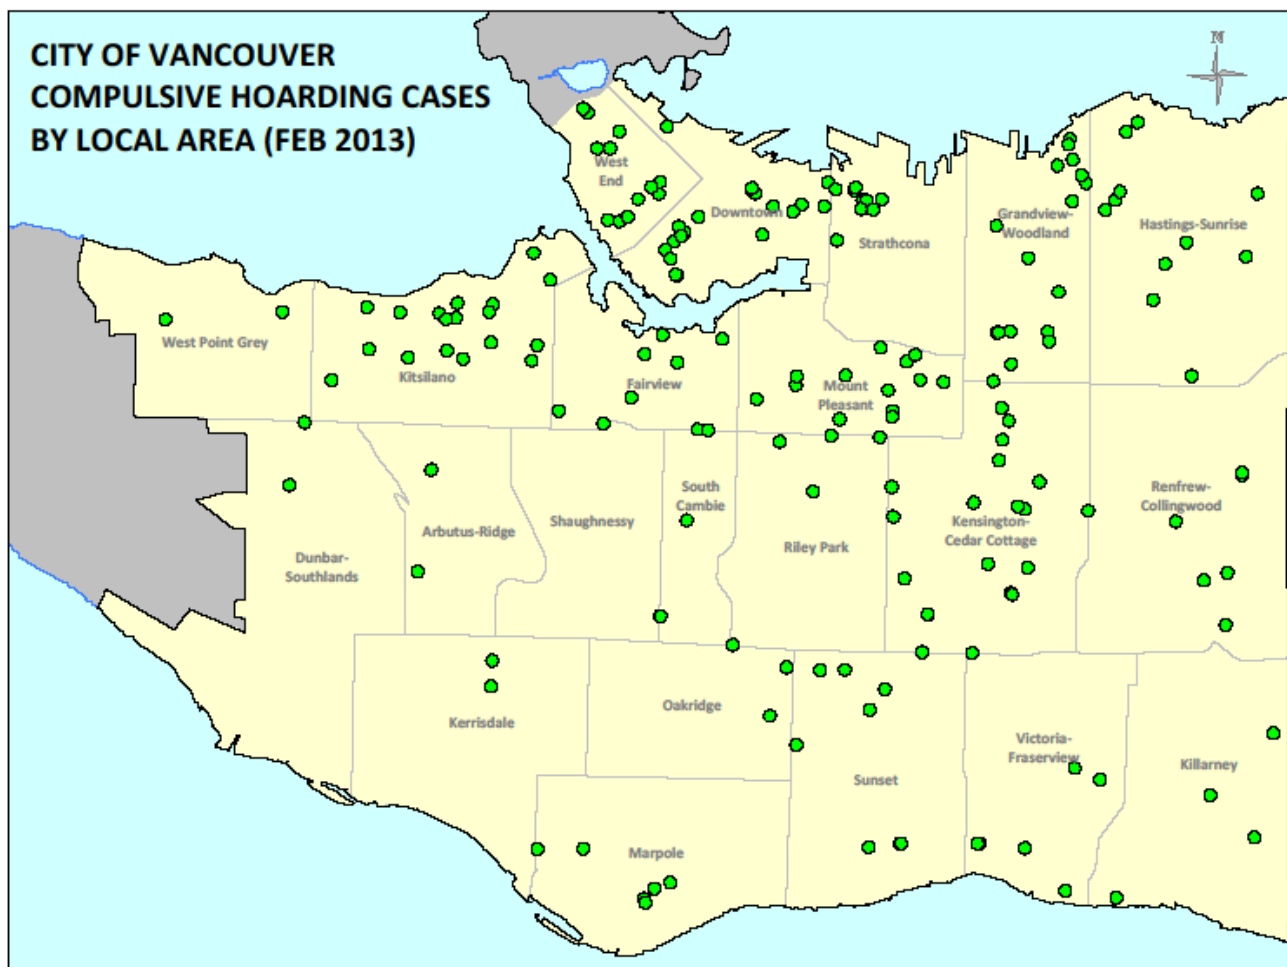 CITY OF VANCOUVER
COMPULSIVE HOARDING CASES
BY LOCAL AREA (FEB 2013)
N
West
End
Downtown
Strathcona
Grandview-
Woodland
Hastings-Sunrise
West Point Grey
Kitsilano
Fairview
Mount
Pleasant
Dunbar-
Southlands
Arbutus-Ridge
Shaughnessy
South
Cambie
Riley Park
Kensington-
Cedar Cottage
Renfrew-
Collingwood
Kerrisdale
Oakridge
Sunset
Victoria-
Fraserview
Killarney
Marpole